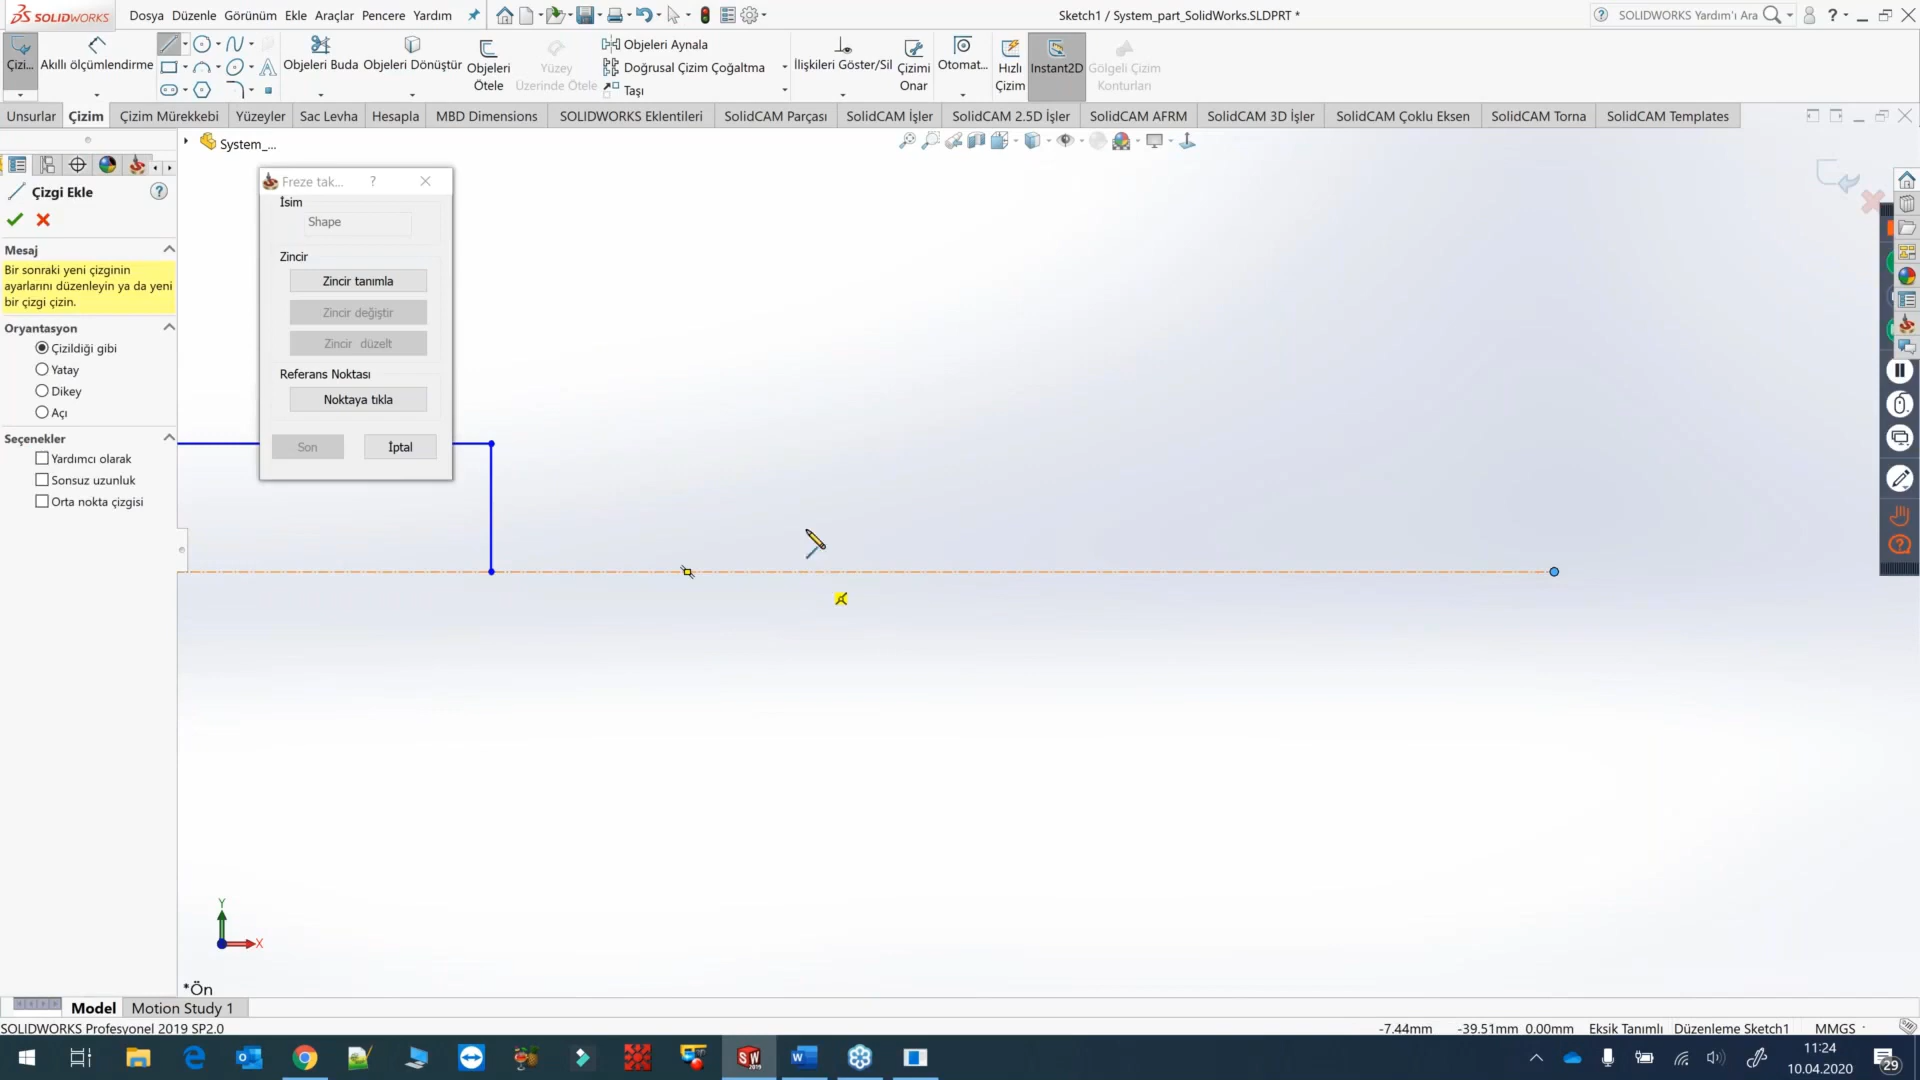 SOLIDWORKS
Dosya Düzenle Görünüm Ekle Araçlar Pencere Yardım
Sketch1 / System_part_SolidWorks.SLDPRT *
SOLIDWORKS Yardım'ı Ara
Çizi...
Akıllı ölçümlendirme
Objeleri Buda
Objeleri Dönüştür
Objeleri
Ötele
Yüzey
Üzerinde Ötele
Objeleri Aynala
Doğrusal Çizim Çoğaltma
Taşı
İlişkileri Göster/Sil
Çizimi
Onar
Otomat...
Hızlı
Çizim
Instant2D
Gölgeli Çizim
Konturları
Unsurlar Çizim Çizim Mürekkebi Yüzeyler Sac Levha Hesapla MBD Dimensions SOLIDWORKS Eklentileri SolidCAM Parçası SolidCAM İşler SolidCAM 2.5D İşler SolidCAM AFRM SolidCAM 3D İşler SolidCAM Çoklu Eksen SolidCAM Torna SolidCAM Templates
System_...
Çizgi Ekle
Mesaj
Bir sonraki yeni çizginin
ayarlarını düzenleyin ya da yeni
bir çizgi çizin.
Oryantasyon
Çizildiği gibi
Yatay
Dikey
Açı
Seçenekler
Yardımcı olarak
Sonsuz uzunluk
Orta nokta çizgisi
Freze tak... ?
İsim
Shape
Zincir
Zincir tanımla
Zincir değiştir
Zincir düzelt
Referans Noktası
Noktaya tıkla
Son İptal
Y
X
*Ön
Model Motion Study 1
SOLIDWORKS Profesyonel 2019 SP2.0
-7.44mm -39.51mm 0.00mm Eksik Tanımlı Düzenleme Sketch1 MMGS
SW
2019
11:24
10.04.2020
29